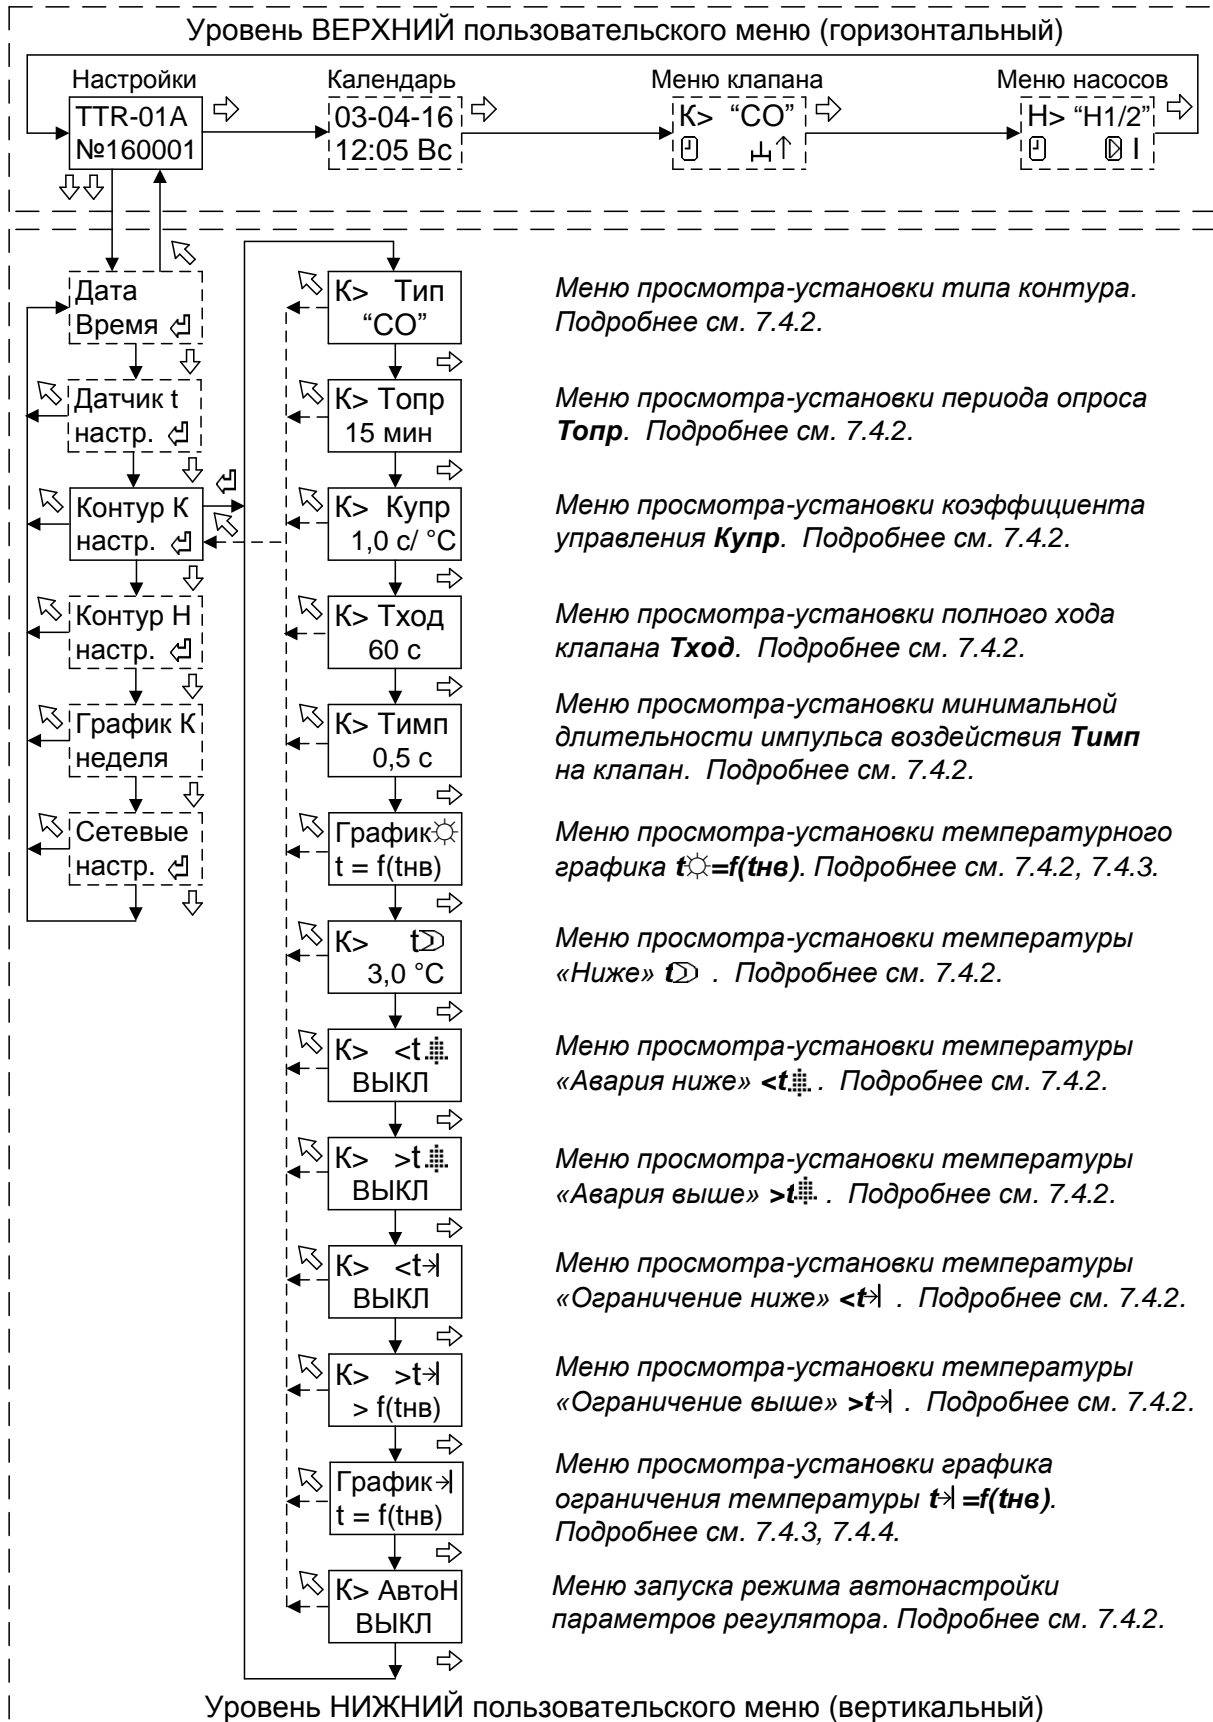 Уровень ВЕРХНИЙ пользовательского меню (горизонтальный)
Настройки
TTR-01A
№160001
Календарь
03-04-16
12:05 Вс
Меню клапана
К> “СО”
Меню насосов
Н> “Н1/2”
I
Дата
Время
Датчик t
настр.
Контур К
настр.
Контур Н
настр.
График К
неделя
Сетевые
настр.
К> Тип
“СО”
Меню просмотра-установки типа контура.
Подробнее см. 7.4.2.
К> Топр
15 мин
Меню просмотра-установки периода опроса
Топр. Подробнее см. 7.4.2.
К> Купр
1,0 с/ °С
Меню просмотра-установки коэффициента
управления Купр. Подробнее см. 7.4.2.
К> Тход
60 с
Меню просмотра-установки полного хода
клапана Тход. Подробнее см. 7.4.2.
К> Тимп
0,5 с
Меню просмотра-установки минимальной
длительности импульса воздействия Тимп
на клапан. Подробнее см. 7.4.2.
График☼
t = f(tнв)
Меню просмотра-установки температурного
графика t☼=f(tнв). Подробнее см. 7.4.2, 7.4.3.
К> t
3,0 °С
Меню просмотра-установки температуры
«Ниже» t . Подробнее см. 7.4.2.
К> <t
ВЫКЛ
Меню просмотра-установки температуры
«Авария ниже» <t . Подробнее см. 7.4.2.
К> >t
ВЫКЛ
Меню просмотра-установки температуры
«Авария выше» >t . Подробнее см. 7.4.2.
К> <t→|
ВЫКЛ
Меню просмотра-установки температуры
«Ограничение ниже» <t→| . Подробнее см. 7.4.2.
К> >t→|
> f(tнв)
Меню просмотра-установки температуры
«Ограничение выше» >t→| . Подробнее см. 7.4.2.
График→|
t = f(tнв)
Меню просмотра-установки графика
ограничения температуры t→| =f(tнв).
Подробнее см. 7.4.3, 7.4.4.
К> АвтоН
ВЫКЛ
Меню запуска режима автонастройки
параметров регулятора. Подробнее см. 7.4.2.
Уровень НИЖНИЙ пользовательского меню (вертикальный)